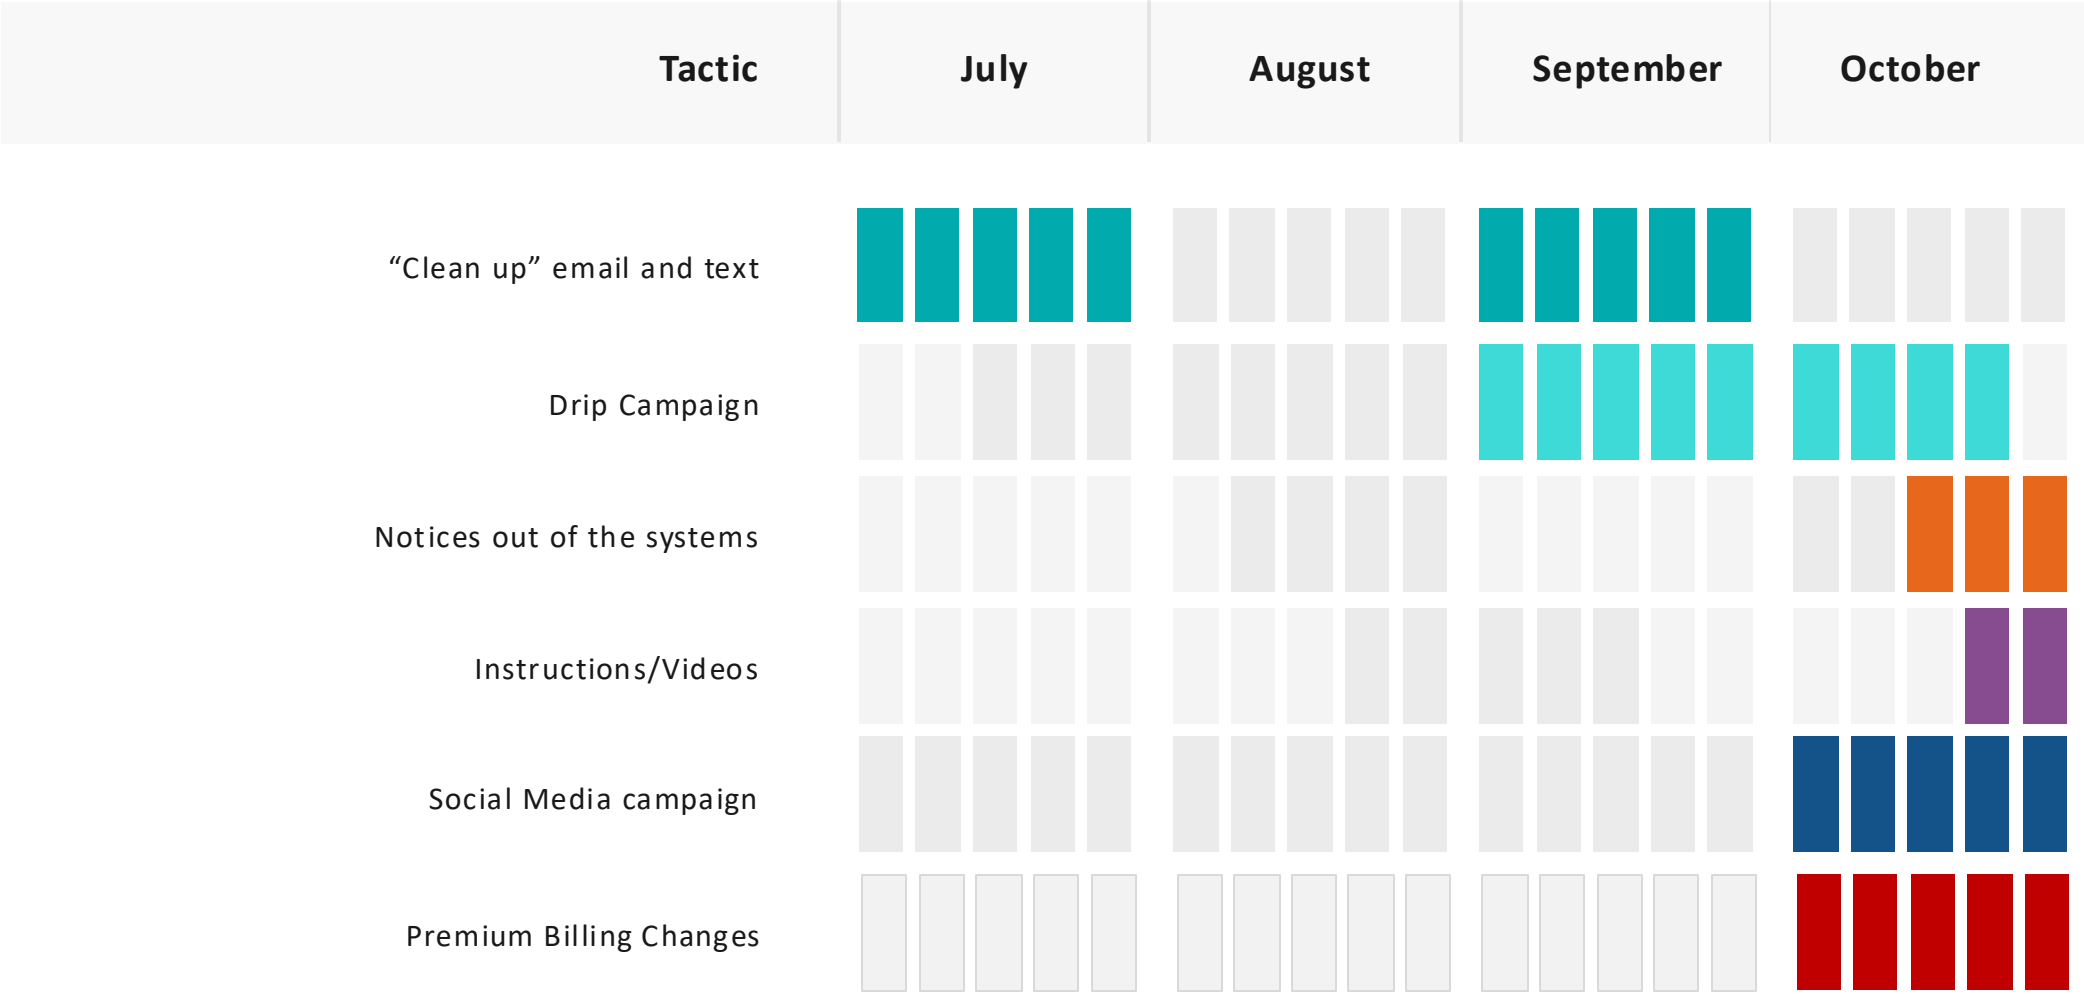 Tactic July August September October
“Clean up” email and text
Drip Campaign
Notices out of the systems
Instructions/Videos
Social Media campaign
Premium Billing Changes